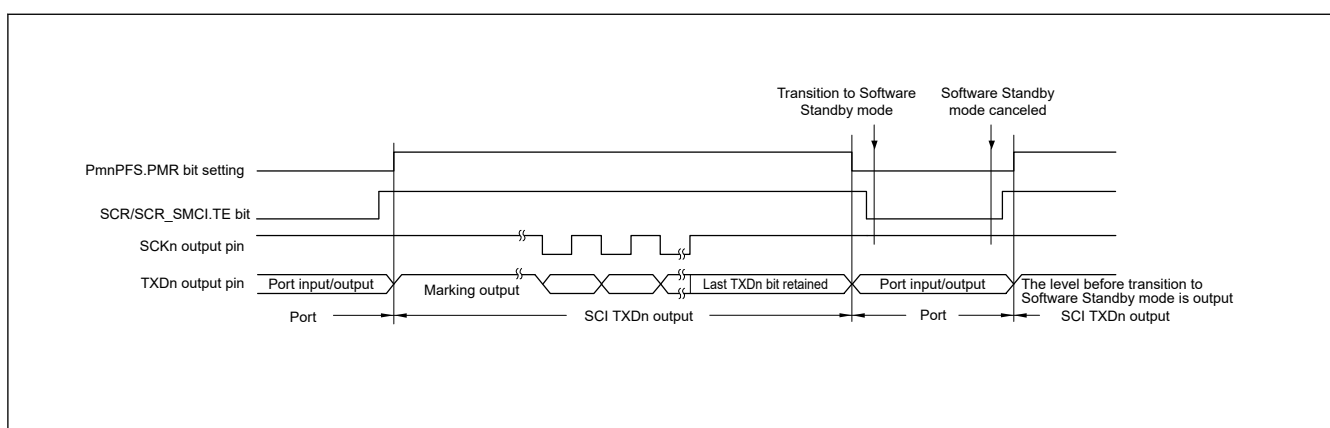 Transition to Software
Standby mode
Software Standby
mode canceled
PmnPFS.PMR bit setting
SCR/SCR_SMCI.TE bit
SCKn output pin
TXDn output pin
Port input/output
Marking output
Last TXDn bit retained
Port input/output
The level before transition to
Software Standby mode is output
Port
SCI TXDn output
Port
SCI TXDn output